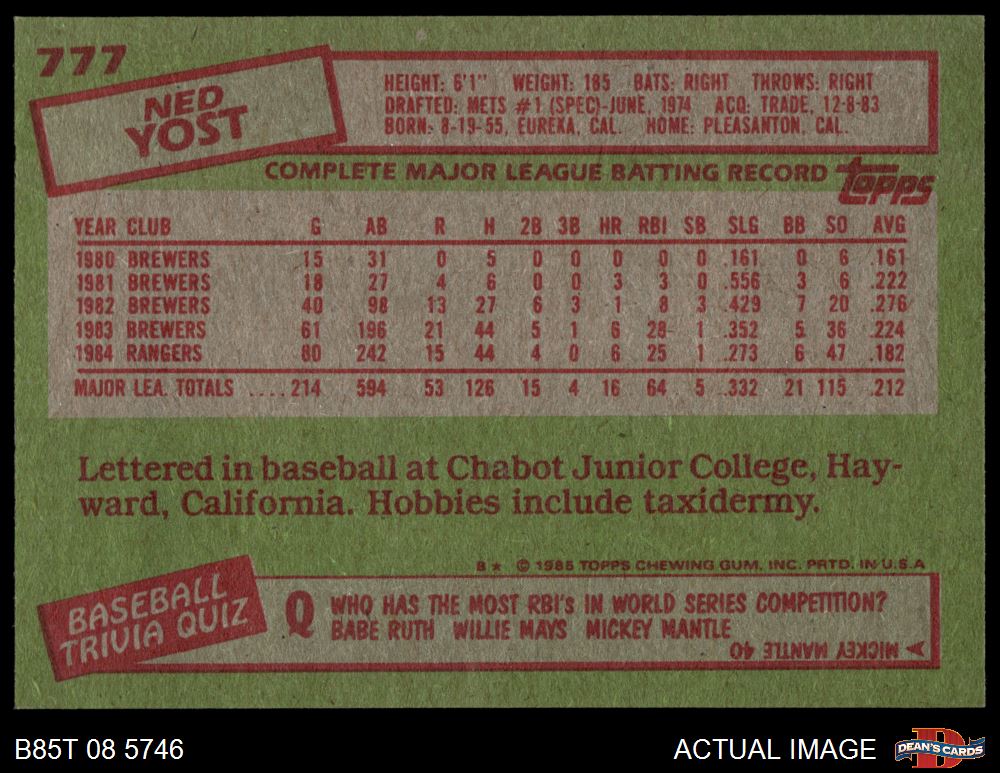 777
NED
YOST
HEIGHT: 6'1" WEIGHT: 185 BATS: RIGHT THROWS: RIGHT
DRAFTED: METS #1 (SPEC)-JUNE, 1974 ACQ: TRADE, 12-8-83
BORN: 8-19-55, EUREKA, CAL. HOME: PLEASANTON, CAL.
COMPLETE MAJOR LEAGUE BATTING RECORD topps
YEAR CLUB G AB R H 2B 3B HR RBI SB SLG BB SO AVG
1980 BREWERS 15 31 0 5 0 0 0 0 0 .161 0 6 .161
1981 BREWERS 18 27 4 6 0 0 3 3 0 .556 3 6 .222
1982 BREWERS 40 98 13 27 6 3 1 8 3 .429 7 20 .276
1983 BREWERS 61 196 21 44 5 1 6 28 1 .352 5 36 .224
1984 RANGERS 80 242 15 44 4 0 6 25 1 .273 6 47 .182
MAJOR LEA. TOTALS ....214 594 53 126 15 4 16 64 5 .332 21 115 .212
Lettered in baseball at Chabot Junior College, Hay-
ward, California. Hobbies include taxidermy.
B★ © 1985 TOPPS CHEWING GUM, INC. PRTD. IN U.S.A
BASEBALL
TRIVIA QUIZ
Q WHO HAS THE MOST RBI's IN WORLD SERIES COMPETITION?
BABE RUTH WILLIE MAYS MICKEY MANTLE
MICKEY MANTLE 40
B85T 08 5746
ACTUAL IMAGE
D
DEAN'S CARDS